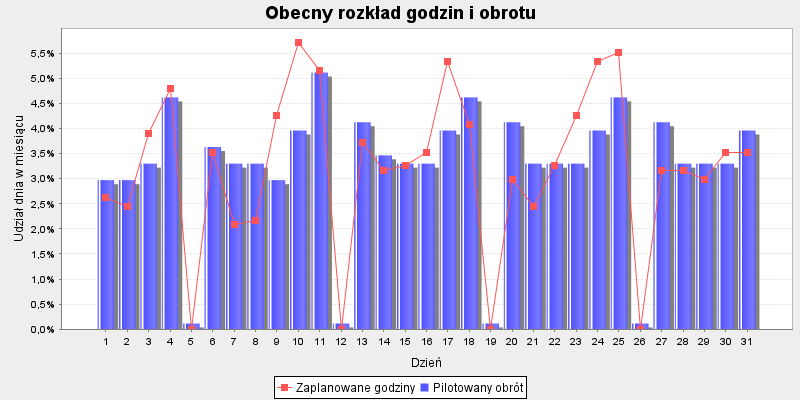 Obecny rozkład godzin i obrotu
Udział dnia w miesiącu
5,5%
5,0%
4,5%
4,0%
3,5%
3,0%
2,5%
2,0%
1,5%
1,0%
0,5%
0,0%
1 2 3 4 5 6 7 8 9 10 11 12 13 14 15 16 17 18 19 20 21 22 23 24 25 26 27 28 29 30 31
Dzień
Zaplanowane godziny Pilotowany obrót